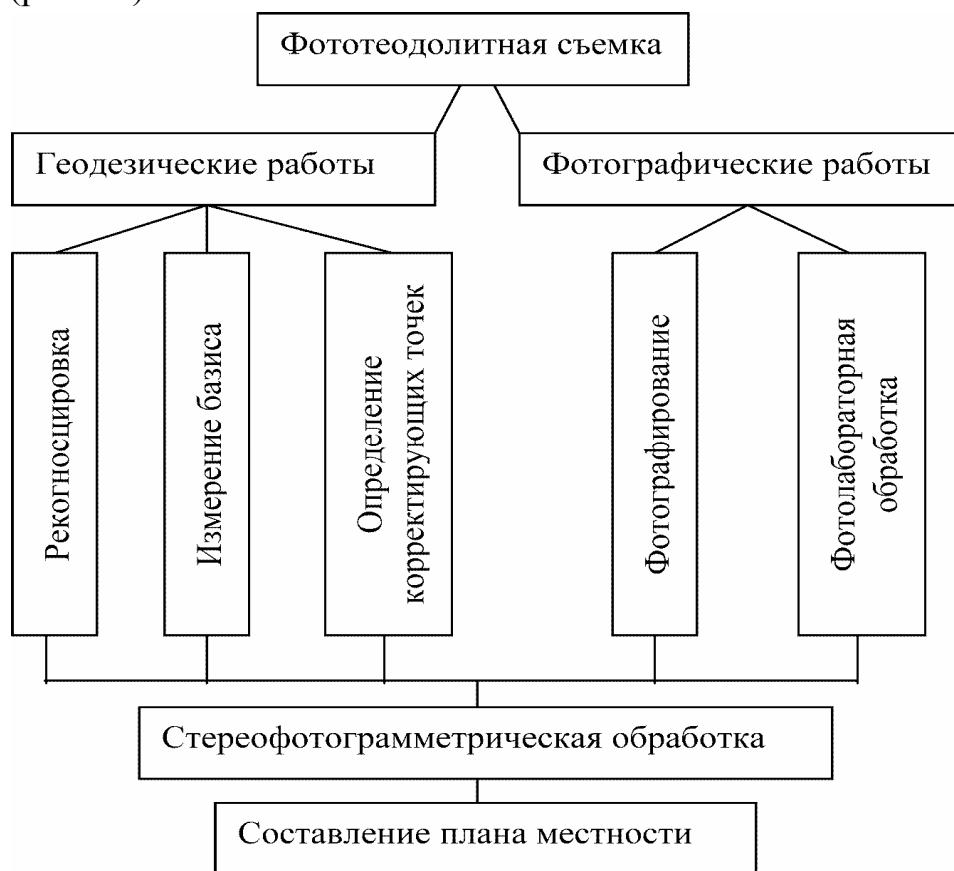 Фототеодолитная съемка
Геодезические работы
Фотографические работы
Рекогносцировка
Измерение базиса
Определение
корректирующих точек
Фотографирование
Фотолабораторная
обработка
Стереофотограмметрическая обработка
Составление плана местности